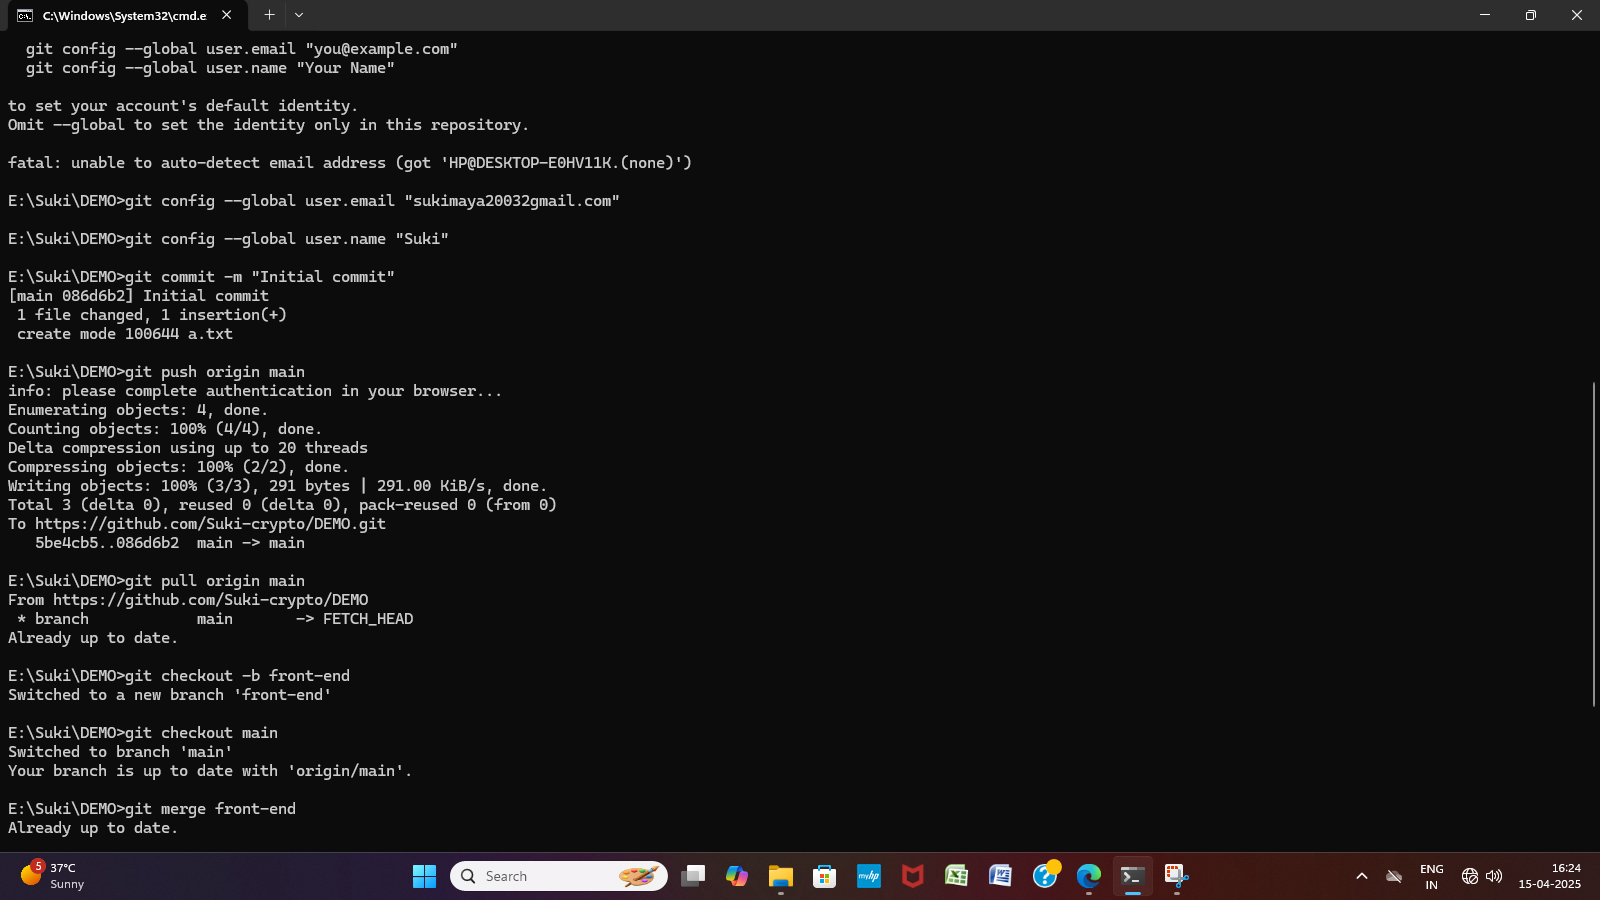 C:\Windows\System32\cmd.e
git config --global user.email "you@example.com"
git config --global user.name "Your Name"
to set your account's default identity.
Omit --global to set the identity only in this repository.
fatal: unable to auto-detect email address (got 'HP@DESKTOP-E0HV11K.(none)')
E:\Suki\DEMO>git config --global user.email "sukimaya20032gmail.com"
E:\Suki\DEMO>git config --global user.name "Suki"
E:\Suki\DEMO>git commit -m "Initial commit"
[main 086d6b2] Initial commit
1 file changed, 1 insertion(+)
create mode 100644 a.txt
E:\Suki\DEMO>git push origin main
info: please complete authentication in your browser...
Enumerating objects: 4, done.
Counting objects: 100% (4/4), done.
Delta compression using up to 20 threads
Compressing objects: 100% (2/2), done.
Writing objects: 100% (3/3), 291 bytes | 291.00 KiB/s, done.
Total 3 (delta 0), reused 0 (delta 0), pack-reused 0 (from 0)
To https://github.com/Suki-crypto/DEMO.git
5be4cb5..086d6b2  main -> main
E:\Suki\DEMO>git pull origin main
From https://github.com/Suki-crypto/DEMO
* branch            main       -> FETCH_HEAD
Already up to date.
E:\Suki\DEMO>git checkout -b front-end
Switched to a new branch 'front-end'
E:\Suki\DEMO>git checkout main
Switched to branch 'main'
Your branch is up to date with 'origin/main'.
E:\Suki\DEMO>git merge front-end
Already up to date.
5
37°C
Sunny
Search
myhp
ENG
IN
16:24
15-04-2025